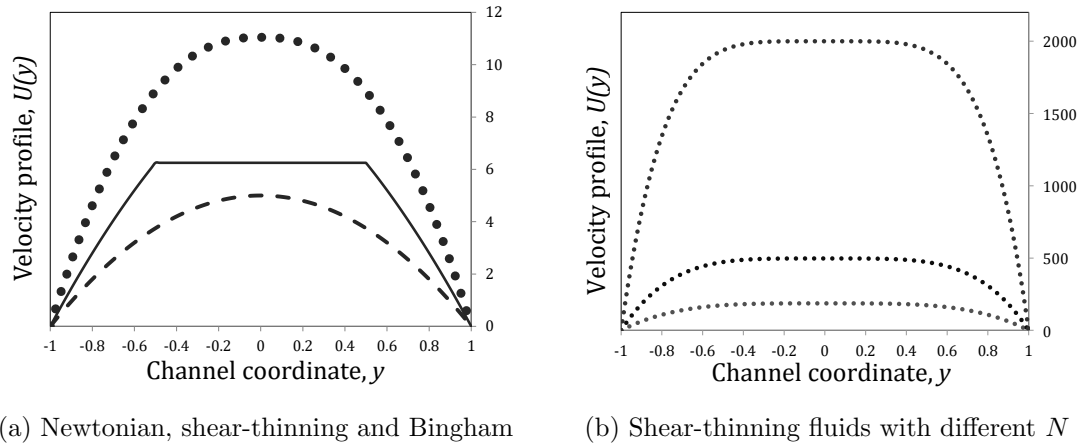 12
10
8
6
4
2
0
Velocity profile, U(y)
-1 -0.8 -0.6 -0.4 -0.2 0 0.2 0.4 0.6 0.8 1
Channel coordinate, y
(a) Newtonian, shear-thinning and Bingham
2000
1500
1000
500
0
Velocity profile, U(y)
-1 -0.8 -0.6 -0.4 -0.2 0 0.2 0.4 0.6 0.8 1
Channel coordinate, y
(b) Shear-thinning fluids with different N